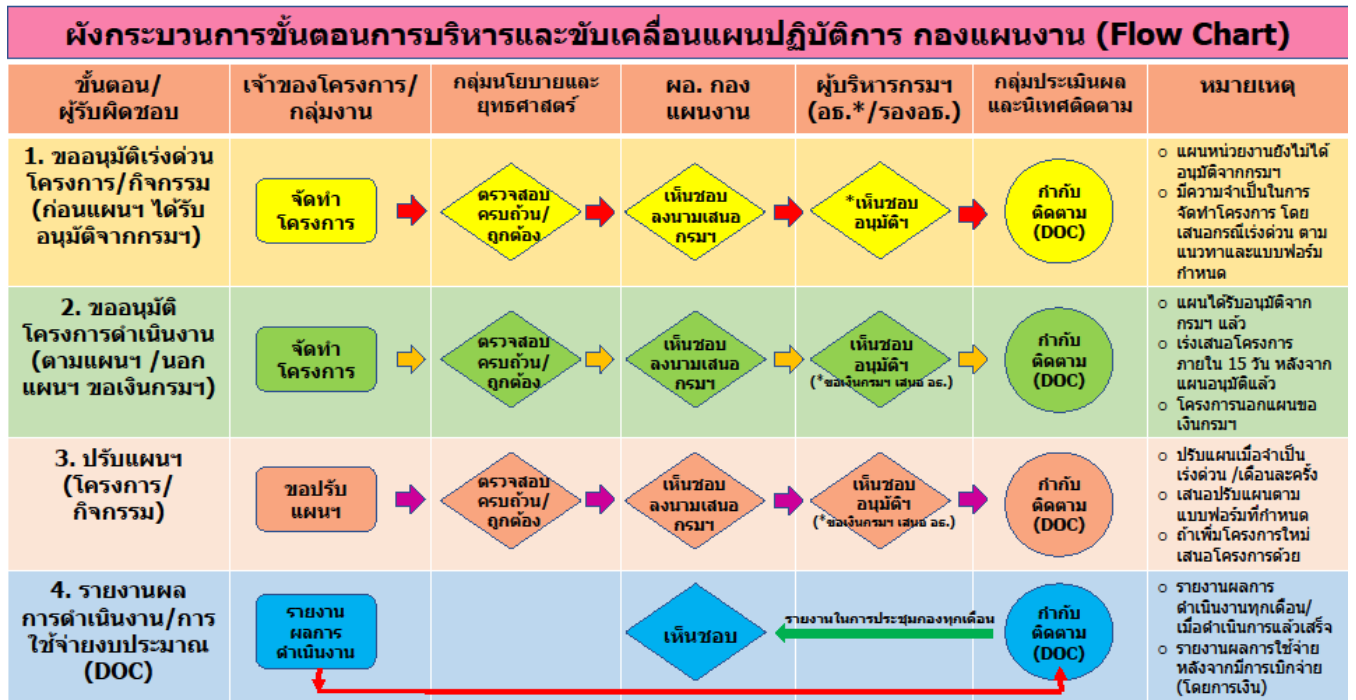 ผังกระบวนการขั้นตอนการบริหารและขับเคลื่อนแผนปฏิบัติการ กองแผนงาน (Flow Chart)
ขั้นตอน/
ผู้รับผิดชอบ
เจ้าของโครงการ/
กลุ่มงาน
กลุ่มนโยบายและ
ยุทธศาสตร์
ผอ. กอง
แผนงาน
ผู้บริหารกรมฯ
(อธ.*/รองอธ.)
กลุ่มประเมินผล
และนิเทศติดตาม
หมายเหตุ
1. ขออนุมัติเร่งด่วน
โครงการ/กิจกรรม
(ก่อนแผนฯ ได้รับ
อนุมัติจากกรมฯ)
จัดทำ
โครงการ
ตรวจสอบ
ครบถ้วน/
ถูกต้อง
เห็นชอบ
ลงนามเสนอ
กรมฯ
*เห็นชอบ
อนุมัติฯ
กำกับ
ติดตาม
(DOC)
o แผนหน่วยงานยังไม่ได้
อนุมัติจากกรมฯ
o มีความจำเป็นในการ
จัดทำโครงการ โดย
เสนอกรณีเร่งด่วน ตาม
แนวทาและแบบฟอร์ม
กำหนด
2. ขออนุมัติ
โครงการดำเนินงาน
(ตามแผนฯ /นอก
แผนฯ ขอเงินกรมฯ)
จัดทำ
โครงการ
ตรวจสอบ
ครบถ้วน/
ถูกต้อง
เห็นชอบ
ลงนามเสนอ
กรมฯ
เห็นชอบ
อนุมัติฯ
(*ขอเงินกรมฯ เสนอ อธ.)
กำกับ
ติดตาม
(DOC)
o แผนได้รับอนุมัติจาก
กรมฯ แล้ว
o เร่งเสนอโครงการ
ภายใน 15 วัน หลังจาก
แผนอนุมัติแล้ว
o โครงการนอกแผนขอ
เงินกรมฯ
3. ปรับแผนฯ
(โครงการ/
กิจกรรม)
ขอปรับ
แผนฯ
ตรวจสอบ
ครบถ้วน/
ถูกต้อง
เห็นชอบ
ลงนามเสนอ
กรมฯ
เห็นชอบ
อนุมัติฯ
(*ขอเงินกรมฯ เสนอ อธ.)
กำกับ
ติดตาม
(DOC)
o ปรับแผนเมื่อจำเป็น
เร่งด่วน /เดือนละครั้ง
o เสนอปรับแผนตาม
แบบฟอร์มที่กำหนด
o ถ้าเพิ่มโครงการใหม่
เสนอโครงการด้วย
4. รายงานผล
การดำเนินงาน/การ
ใช้จ่ายงบประมาณ
(DOC)
รายงาน
ผลการ
ดำเนินงาน
เห็นชอบ
รายงานในการประชุมกองทุกเดือน
กำกับ
ติดตาม
(DOC)
o รายงานผลการ
ดำเนินงานทุกเดือน/
เมื่อดำเนินการแล้วเสร็จ
o รายงานผลการใช้จ่าย
หลังจากมีการเบิกจ่าย
(โดยการเงิน)